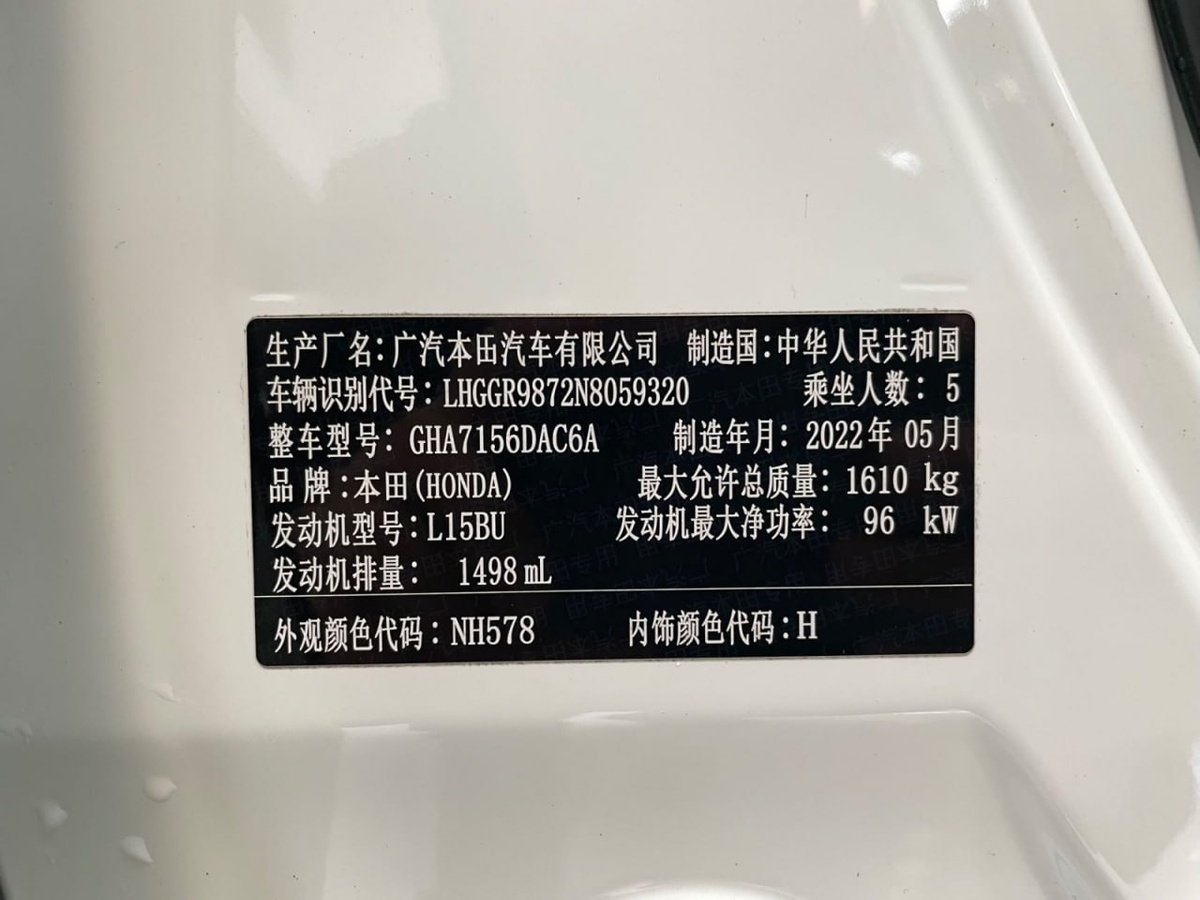 生产厂名：广汽本田汽车有限公司 制造国：中华人民共和国
车辆识别代号：LHGGR9872N8059320 乘坐人数：5
整车型号：GHA7156DAC6A 制造年月：2022年05月
品牌：本田(HONDA) 最大允许总质量：1610 kg
发动机型号：L15BU 发动机最大净功率：96 kW
发动机排量：1498 mL
外观颜色代码：NH578 内饰颜色代码：H